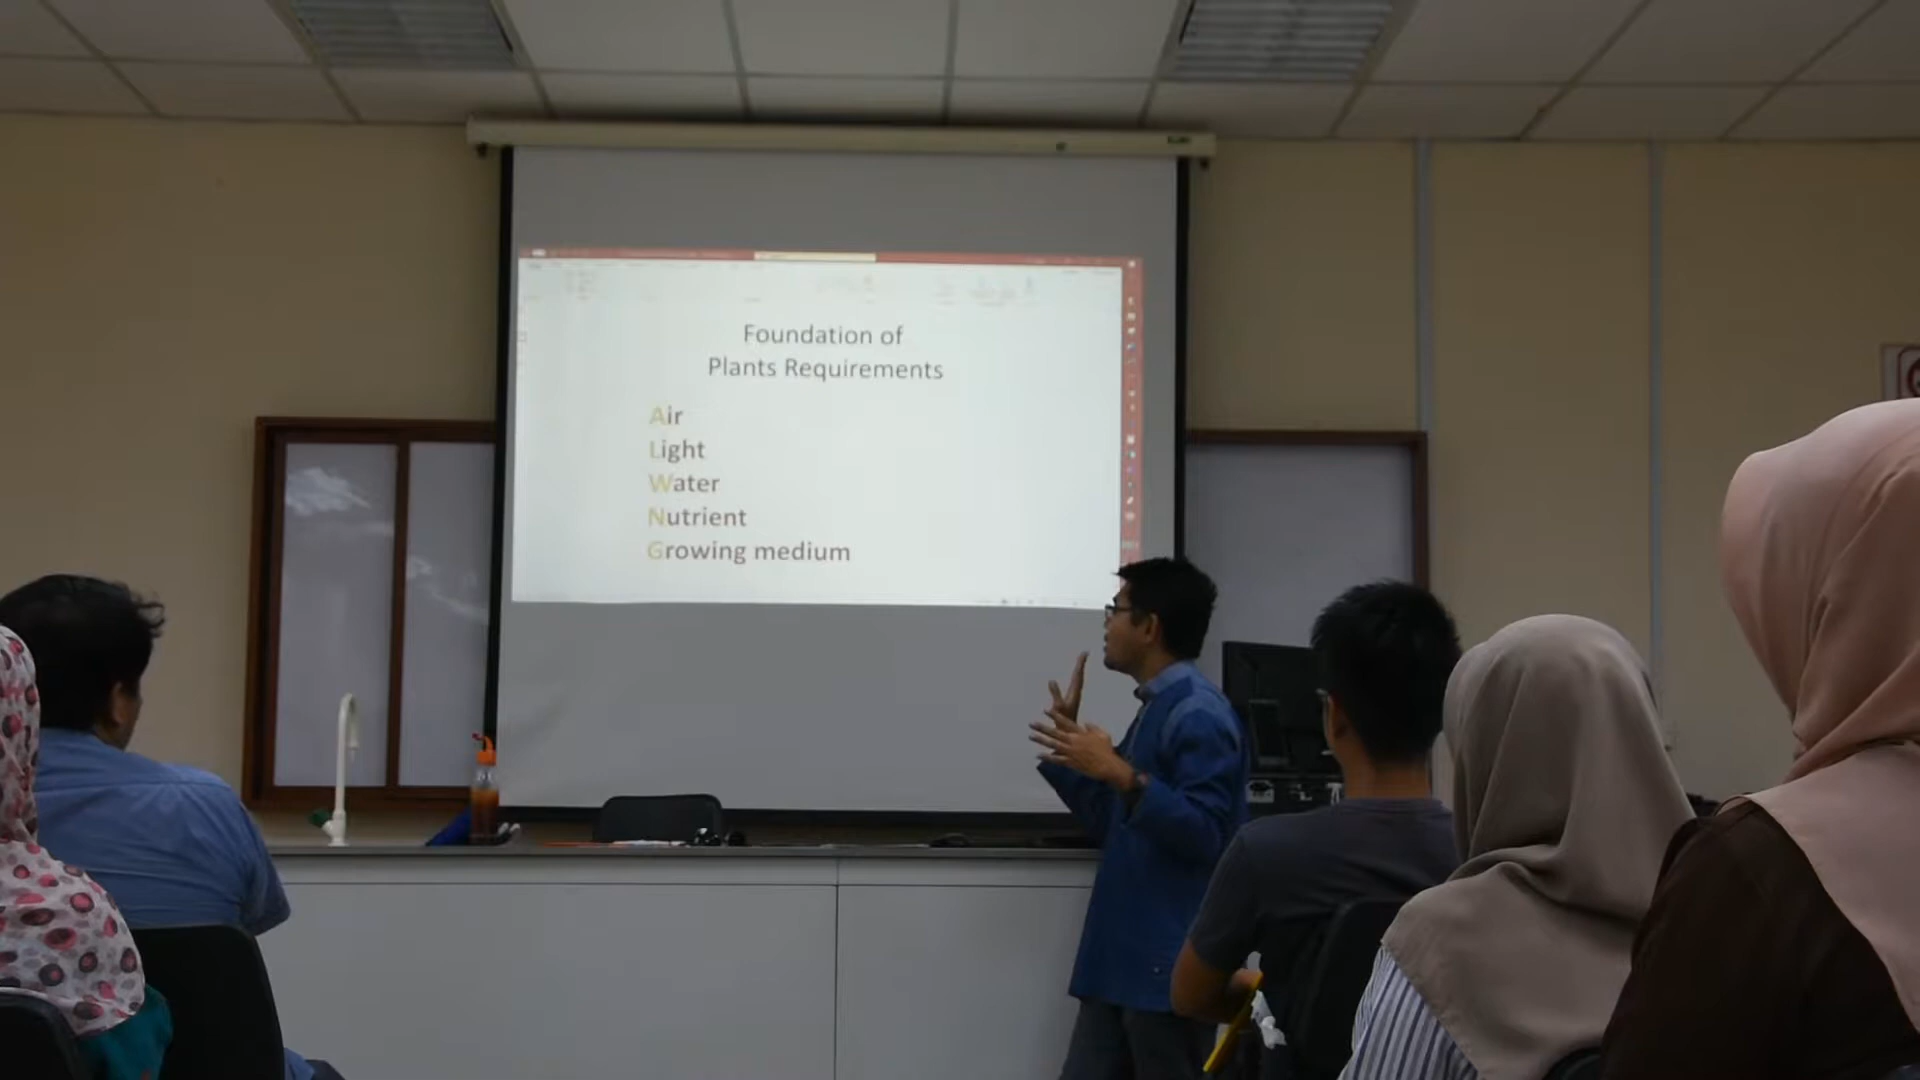 Foundation of
Plants Requirements
Air
Light
Water
Nutrient
Growing medium